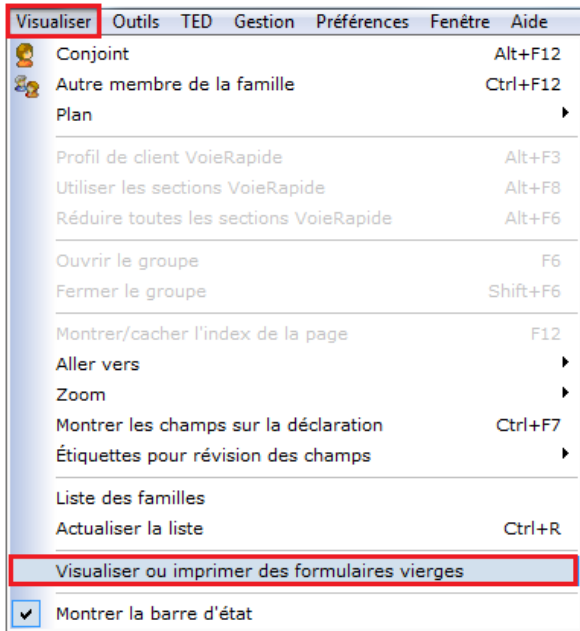 Visualiser Outils TED Gestion Préférences Fenêtre Aide
Conjoint Alt+F12
Autre membre de la famille Ctrl+F12
Plan
Profil de client VoieRapide Alt+F3
Utiliser les sections VoieRapide Alt+F8
Réduire toutes les sections VoieRapide Alt+F6
Ouvrir le groupe F6
Fermer le groupe Shift+F6
Montrer/cacher l'index de la page F12
Aller vers
Zoom
Montrer les champs sur la déclaration Ctrl+F7
Étiquettes pour révision des champs
Liste des familles
Actualiser la liste Ctrl+R
Visualiser ou imprimer des formulaires vierges
Montrer la barre d'état